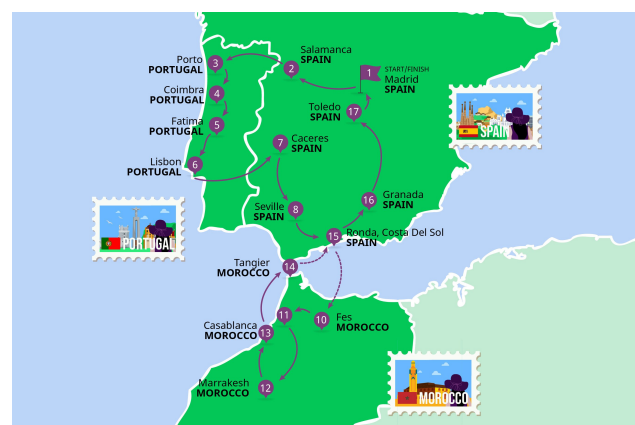 Porto
PORTUGAL
3
Salamanca
SPAIN
2
1
START/FINISH
Madrid
SPAIN
Coimbra
PORTUGAL
4
Toledo
SPAIN
17
Fatima
PORTUGAL
5
SPAIN
7
Caceres
SPAIN
Lisbon
PORTUGAL
6
16
Granada
SPAIN
Seville
SPAIN
8
PORTUGAL
15
Ronda, Costa Del Sol
SPAIN
Tangier
MOROCCO
14
11
10
Fes
MOROCCO
Casablanca
MOROCCO
13
Marrakesh
MOROCCO
12
MOROCCO